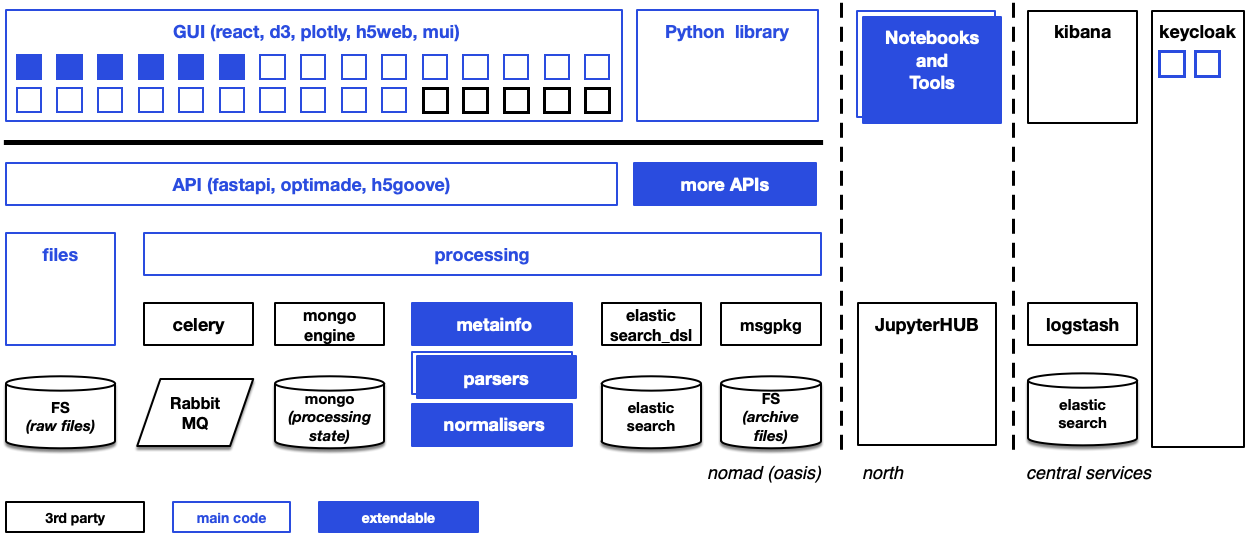 GUI (react, d3, plotly, h5web, mui)
Python library
Notebooks
and
Tools
kibana
keycloak
API (fastapi, optimade, h5goove)
more APIs
files
processing
celery
mongo
engine
metainfo
elastic
search_dsl
msgpkg
JupyterHUB
logstash
parsers
normalisers
FS
(raw files)
Rabbit
MQ
mongo
(processing
state)
elastic
search
FS
(archive
files)
elastic
search
nomad (oasis)
north
central services
3rd party
main code
extendable